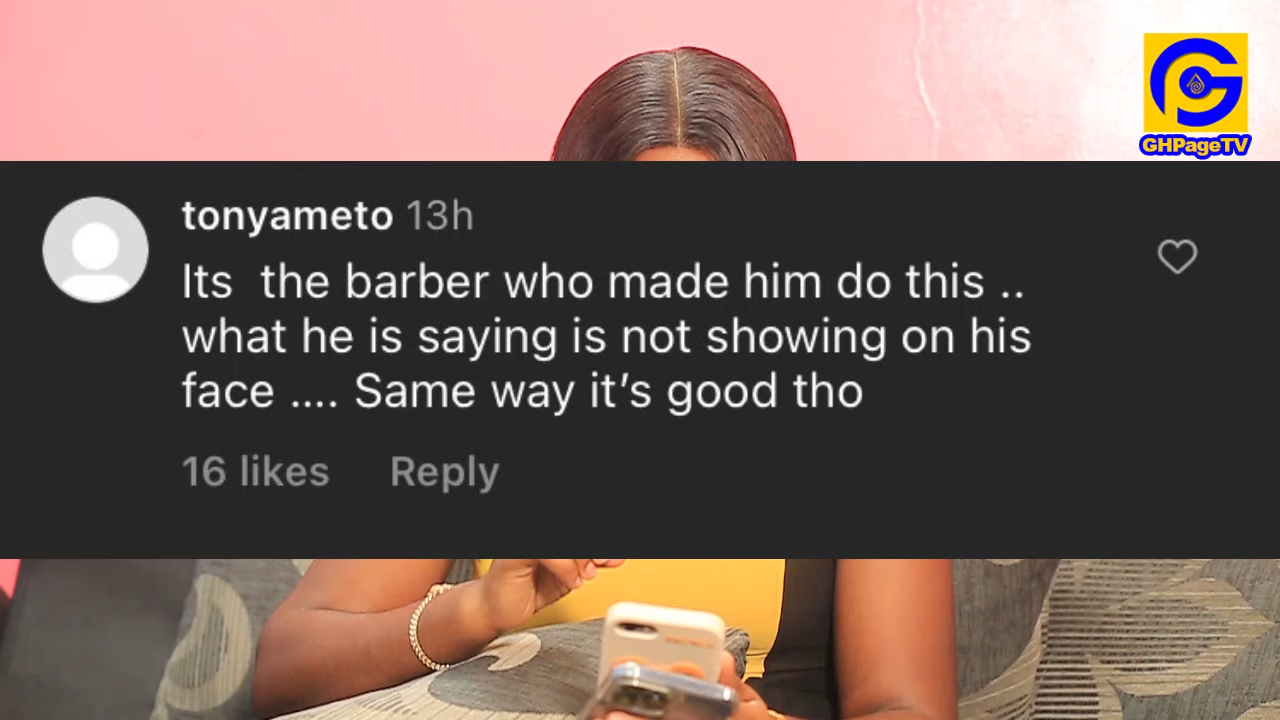 GHPageTV
tonyameto 13h
Its  the barber who made him do this ..
what he is saying is not showing on his
face .... Same way it’s good tho
16 likes Reply